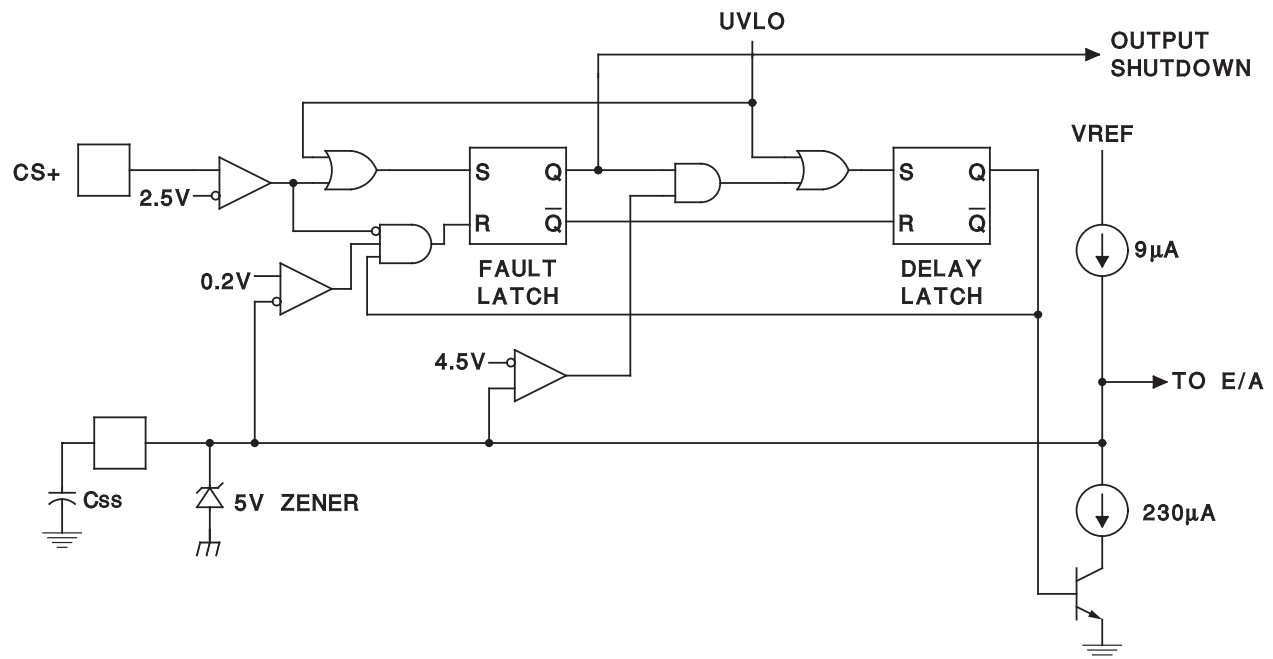 UVLO
OUTPUT
SHUTDOWN
VREF
CS+
2.5V
S
Q
R
Q̅
FAULT
LATCH
S
Q
R
Q̅
DELAY
LATCH
9µA
0.2V
4.5V
TO E/A
Css
5V ZENER
230µA